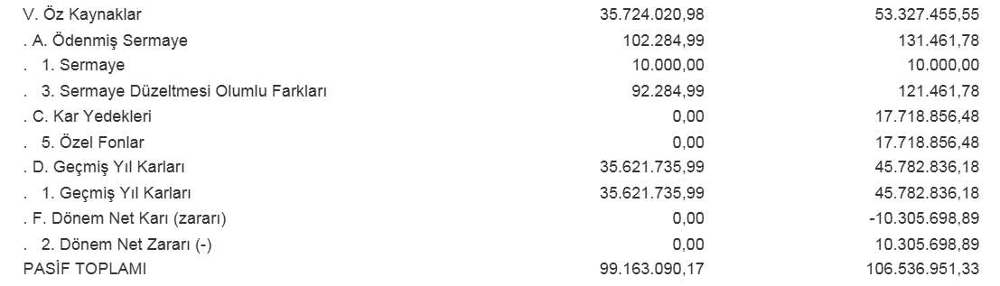 V. Öz Kaynaklar 35.724.020,98 53.327.455,55
. A. Ödenmiş Sermaye 102.284,99 131.461,78
. 1. Sermaye 10.000,00 10.000,00
. 3. Sermaye Düzeltmesi Olumlu Farkları 92.284,99 121.461,78
. C. Kar Yedekleri 0,00 17.718.856,48
. 5. Özel Fonlar 0,00 17.718.856,48
. D. Geçmiş Yıl Karları 35.621.735,99 45.782.836,18
. 1. Geçmiş Yıl Karları 35.621.735,99 45.782.836,18
. F. Dönem Net Karı (zararı) 0,00 -10.305.698,89
. 2. Dönem Net Zararı (-) 0,00 10.305.698,89
PASİF TOPLAMI 99.163.090,17 106.536.951,33